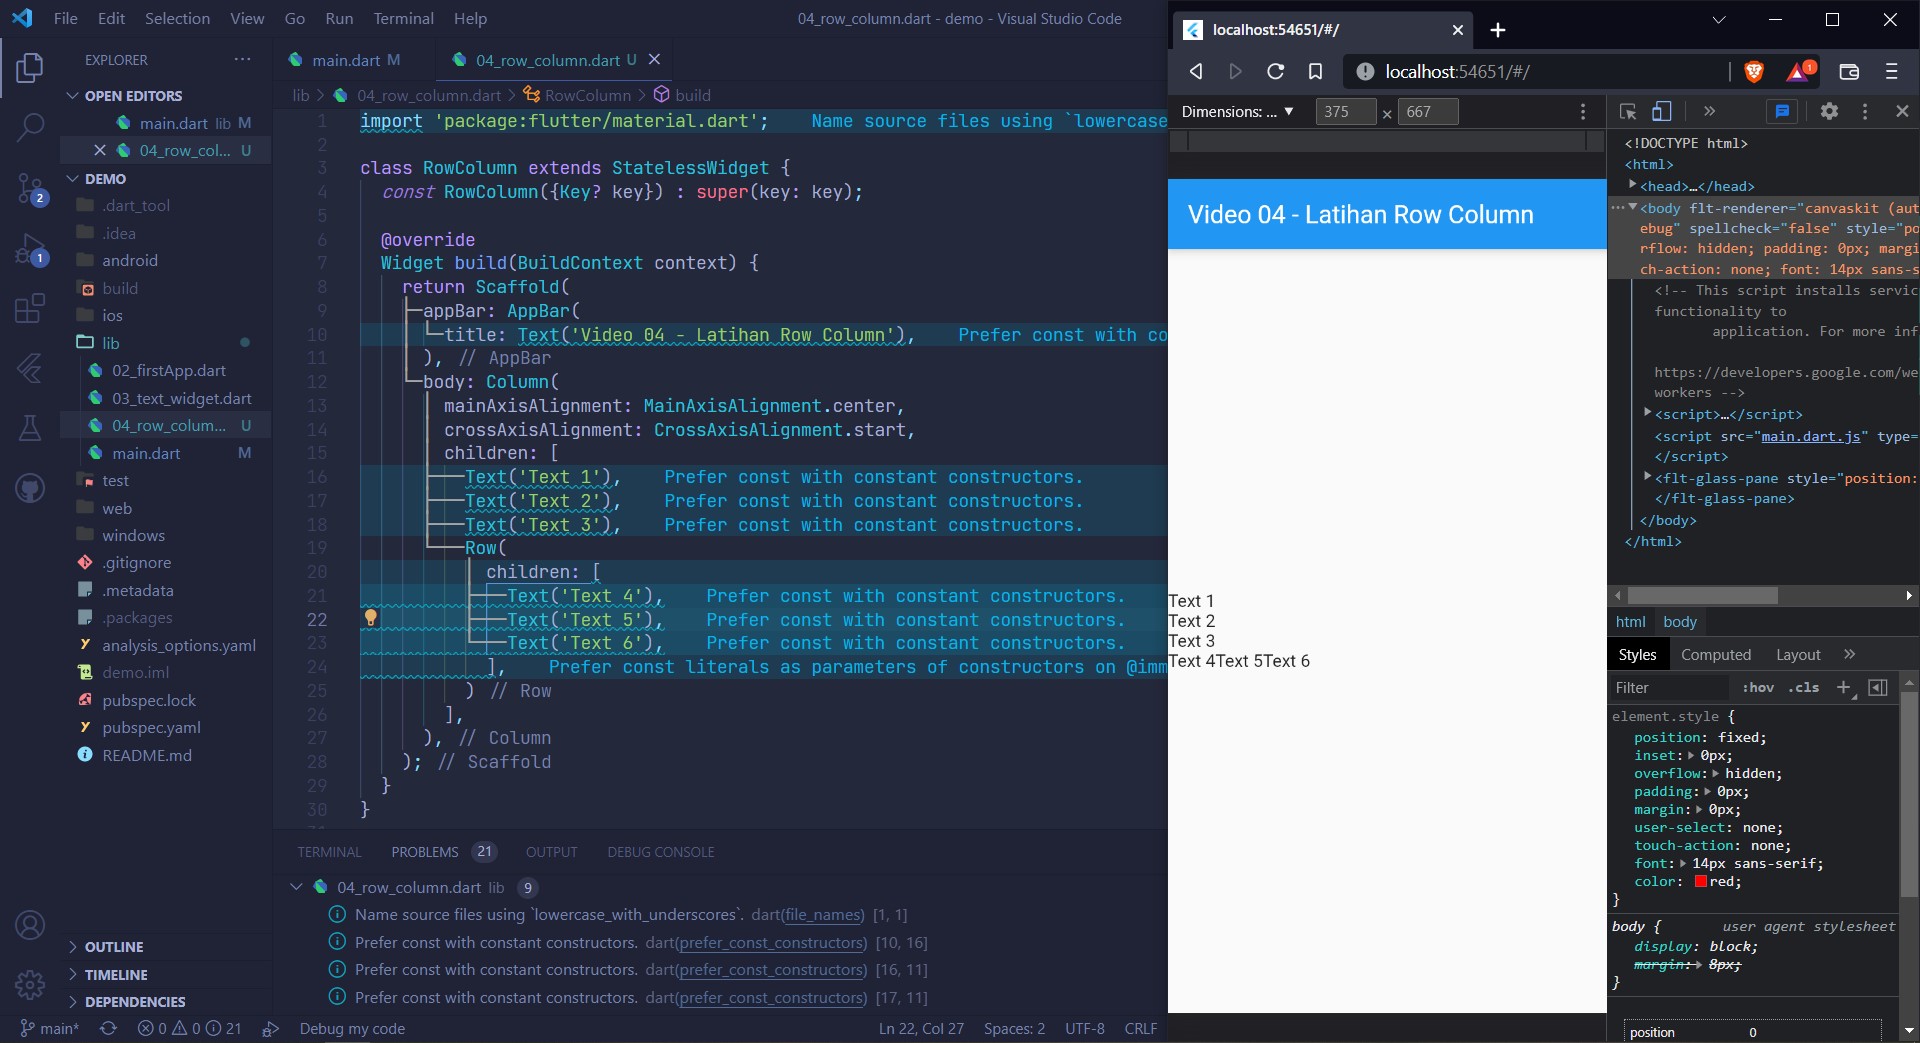 File Edit Selection View Go Run Terminal Help
04_row_column.dart - demo - Visual Studio Code
EXPLORER ···
OPEN EDITORS
main.dart lib M
04_row_col... U
DEMO
.dart_tool
.idea
android
build
ios
lib
02_firstApp.dart
03_text_widget.dart
04_row_colum... U
main.dart M
test
web
windows
.gitignore
.metadata
.packages
analysis_options.yaml
demo.iml
pubspec.lock
pubspec.yaml
README.md
OUTLINE
TIMELINE
DEPENDENCIES
2
1
main.dart M
04_row_column.dart U
lib > 04_row_column.dart > RowColumn > build
1 import 'package:flutter/material.dart'; Name source files using `lowercase
2
3 class RowColumn extends StatelessWidget {
4 const RowColumn({Key? key}) : super(key: key);
5
6 @override
7 Widget build(BuildContext context) {
8 return Scaffold(
9 appBar: AppBar(
10 title: Text('Video 04 - Latihan Row Column'), Prefer const with co
11 ), // AppBar
12 body: Column(
13 mainAxisAlignment: MainAxisAlignment.center,
14 crossAxisAlignment: CrossAxisAlignment.start,
15 children: [
16 Text('Text 1'), Prefer const with constant constructors.
17 Text('Text 2'), Prefer const with constant constructors.
18 Text('Text 3'), Prefer const with constant constructors.
19 Row(
20 children: [
21 Text('Text 4'), Prefer const with constant constructors.
22 Text('Text 5'), Prefer const with constant constructors.
23 Text('Text 6'), Prefer const with constant constructors.
24 ], Prefer const literals as parameters of constructors on @imm
25 ) // Row
26 ],
27 ), // Column
28 ); // Scaffold
29 }
30 }
TERMINAL PROBLEMS 21 OUTPUT DEBUG CONSOLE
04_row_column.dart lib 9
Name source files using `lowercase_with_underscores`. dart(file_names) [1, 1]
Prefer const with constant constructors. dart(prefer_const_constructors) [10, 16]
Prefer const with constant constructors. dart(prefer_const_constructors) [16, 11]
Prefer const with constant constructors. dart(prefer_const_constructors) [17, 11]
main* 0 0 21 Debug my code Ln 22, Col 27 Spaces: 2 UTF-8 CRLF
localhost:54651/#/
localhost:54651/#/
1
Dimensions: ... 375 × 667
Video 04 - Latihan Row Column
Text 1
Text 2
Text 3
Text 4Text 5Text 6
<!DOCTYPE html>
<html>
<head>…</head>
<body flt-renderer="canvaskit (aut
ebug" spellcheck="false" style="po
rflow: hidden; padding: 0px; margi
ch-action: none; font: 14px sans-s
<!-- This script installs servic
functionality to
application. For more inf
https://developers.google.com/we
workers -->
<script>…</script>
<script src="main.dart.js" type=
</script>
<flt-glass-pane style="position:
</flt-glass-pane>
</body>
</html>
html body
Styles Computed Layout
Filter :hov .cls +
element.style {
position: fixed;
inset: 0px;
overflow: hidden;
padding: 0px;
margin: 0px;
user-select: none;
touch-action: none;
font: 14px sans-serif;
color: red;
}
body { user agent stylesheet
display: block;
margin: 8px;
}
position 0